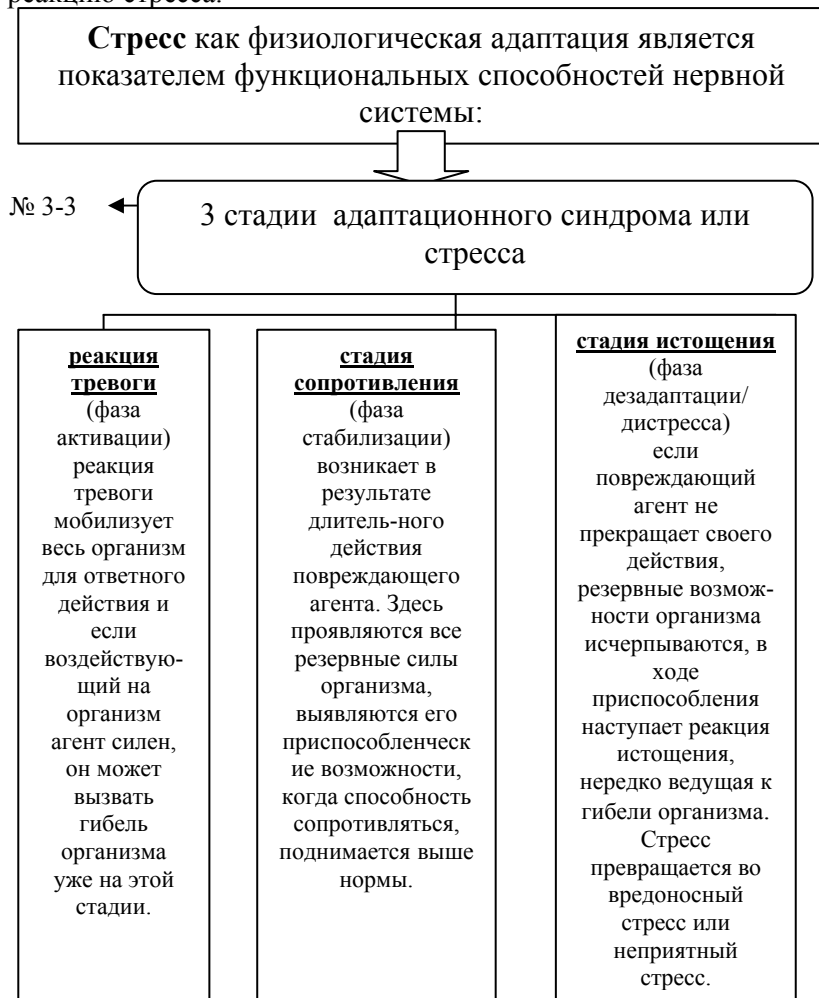 реакцию стресса.
Стресс как физиологическая адаптация является
показателем функциональных способностей нервной
системы:
№ 3-3
3 стадии адаптационного синдрома или
стресса
реакция
тревоги
(фаза
активации)
реакция
тревоги
мобилизует
весь организм
для ответного
действия и
если
воздействую-
щий на
организм
агент силен,
он может
вызвать
гибель
организма
уже на этой
стадии.
стадия
сопротивления
(фаза
стабилизации)
возникает в
результате
длитель-ного
действия
повреждающего
агента. Здесь
проявляются все
резервные силы
организма,
выявляются его
приспособленческ
ие возможности,
когда способность
сопротивляться,
поднимается выше
нормы.
стадия истощения
(фаза
дезадаптации/
дистресса)
если
повреждающий
агент не
прекращает своего
действия,
резервные возмож-
ности организма
исчерпываются, в
ходе
приспособления
наступает реакция
истощения,
нередко ведущая к
гибели организма.
Стресс
превращается во
вредоносный
стресс или
неприятный
стресс.